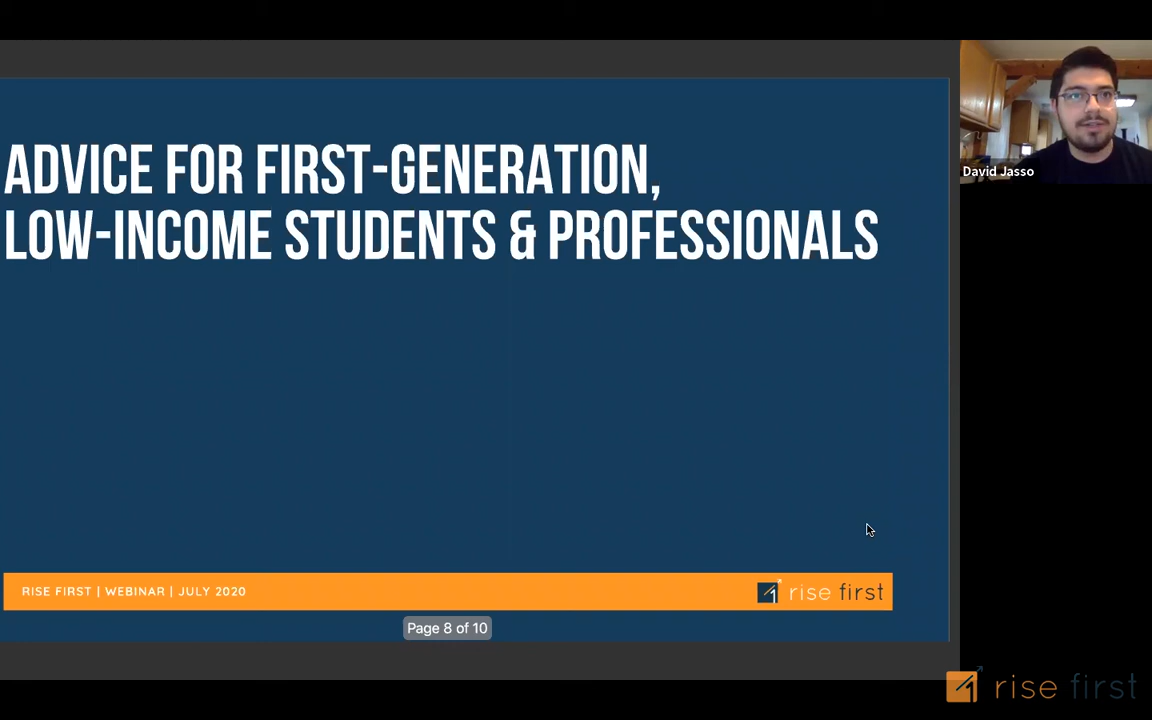 ADVICE FOR FIRST-GENERATION,
LOW-INCOME STUDENTS & PROFESSIONALS
David Jasso
RISE FIRST | WEBINAR | JULY 2020
rise first
Page 8 of 10
rise first